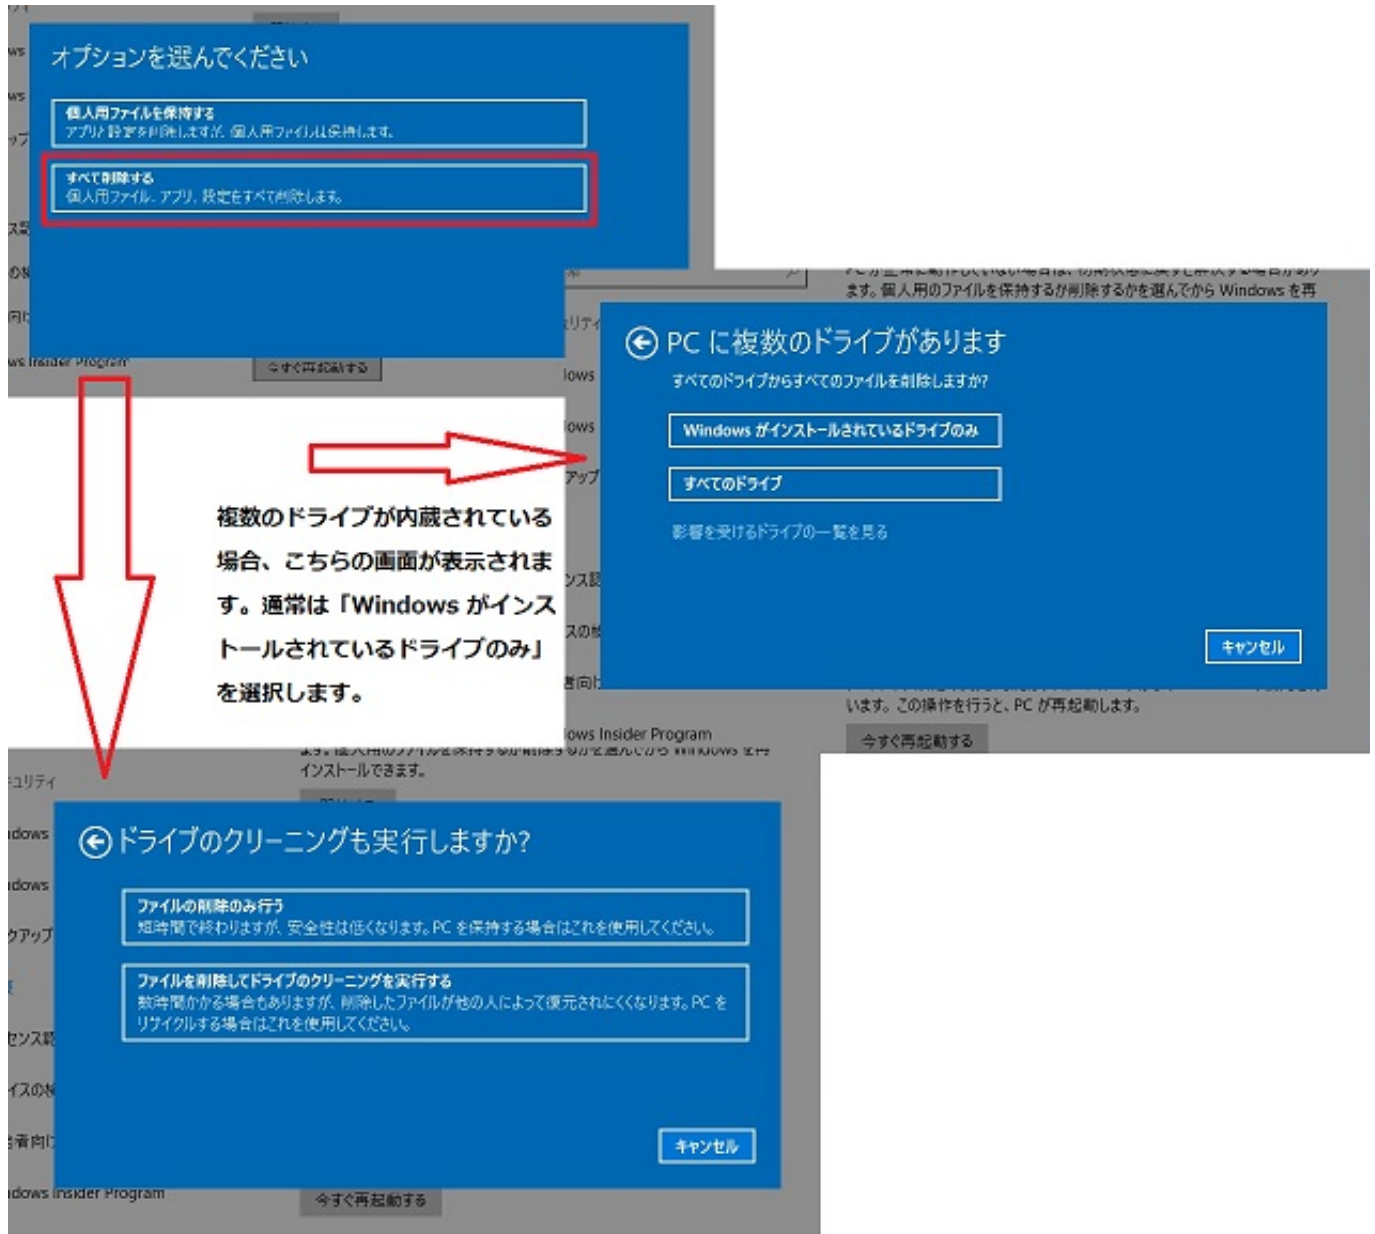 オプションを選んでください
個人用ファイルを保持する
アプリと設定を削除しますが、個人用ファイルは保持します。
すべて削除する
個人用ファイル、アプリ、設定をすべて削除します。
ws Insider Program
今すぐ再起動する
ます。個人用のファイルを保持するか削除するかを選んでから Windows を再
PC に複数のドライブがあります
すべてのドライブからすべてのファイルを削除しますか?
Windows がインストールされているドライブのみ
すべてのドライブ
影響を受けるドライブの一覧を見る
キャンセル
います。この操作を行うと、PC が再起動します。
今すぐ再起動する
ows Insider Program
複数のドライブが内蔵されている
場合、こちらの画面が表示されま
す。通常は「Windows がインス
トールされているドライブのみ」
を選択します。
インストールできます。
ドライブのクリーニングも実行しますか?
ファイルの削除のみ行う
短時間で終わりますが、安全性は低くなります。PC を保持する場合はこれを使用してください。
ファイルを削除してドライブのクリーニングを実行する
数時間かかる場合もありますが、削除したファイルが他の人によって復元されにくくなります。PC を
リサイクルする場合はこれを使用してください。
キャンセル
dows Insider Program
今すぐ再起動する